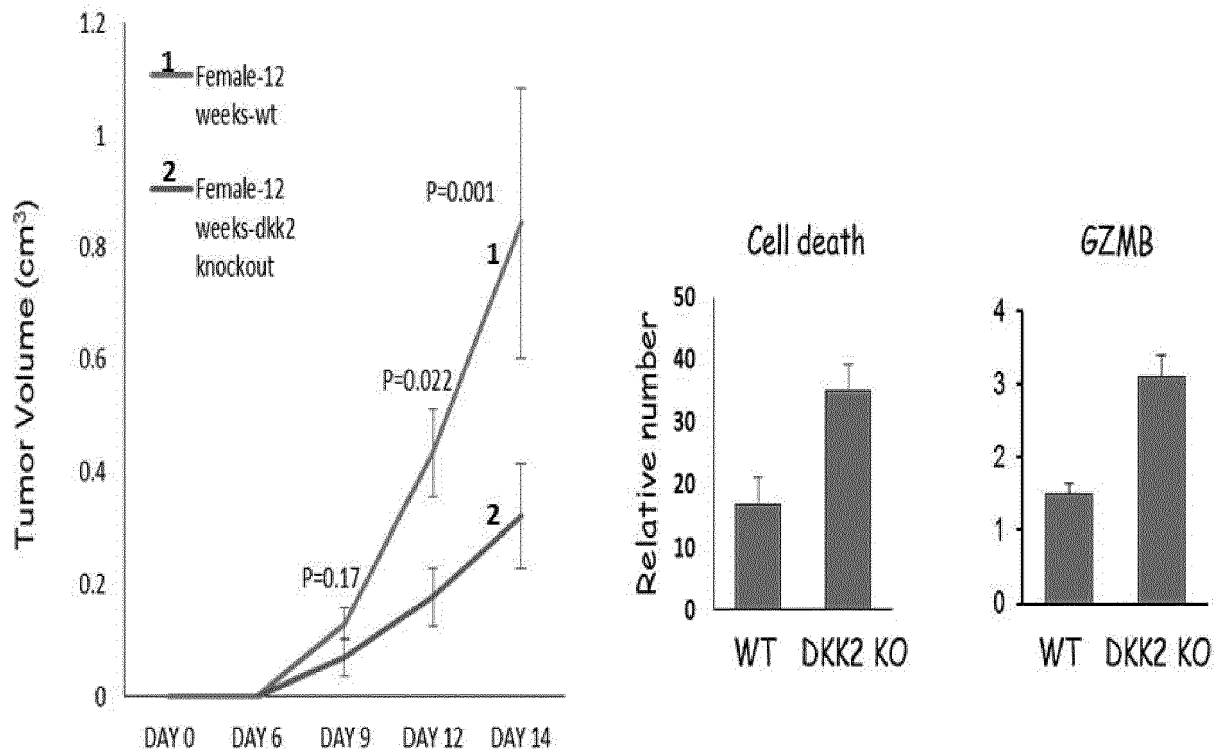 Tumor Volume (cm³)
1.2
1
0.8
0.6
0.4
0.2
0
1
Female-12
weeks-wt
2
Female-12
weeks-dkk2
knockout
P=0.001
P=0.022
P=0.17
1
2
DAY 0 DAY 6 DAY 9 DAY 12 DAY 14
Cell death
Relative number
50
40
30
20
10
0
WT DKK2 KO
GZMB
4
3
2
1
0
WT DKK2 KO